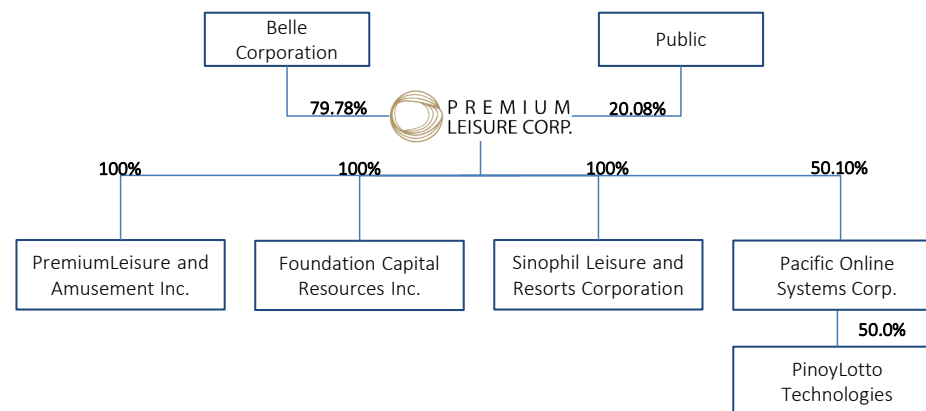 Belle
Corporation
Public
79.78%
PREMIUM
LEISURE CORP.
20.08%
100%
100%
100%
50.10%
PremiumLeisure and
Amusement Inc.
Foundation Capital
Resources Inc.
Sinophil Leisure and
Resorts Corporation
Pacific Online
Systems Corp.
50.0%
PinoyLotto
Technologies